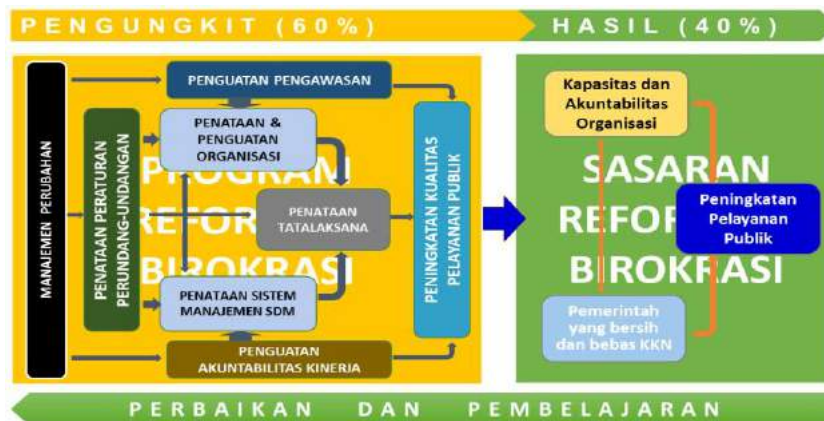 PENGUNGKIT (60%)
HASIL (40%)
MANAJEMEN PERUBAHAN
PENATAAN PERATURAN
PERUNDANG-UNDANGAN
PENGUATAN PENGAWASAN
PENATAAN &
PENGUATAN
ORGANISASI
PROGRAM
REFOR
BIROKRASI
PENATAAN
TATALAKSANA
PENATAAN SISTEM
MANAJEMEN SDM
PENGUATAN
AKUNTABILITAS KINERJA
PENINGKATAN KUALITAS
PELAYANAN PUBLIK
Kapasitas dan
Akuntabilitas
Organisasi
SASARAN
REFO
BIROKRASI
Peningkatan
Pelayanan
Publik
Pemerintah
yang bersih
dan bebas KKN
PERBAIKAN DAN PEMBELAJARAN